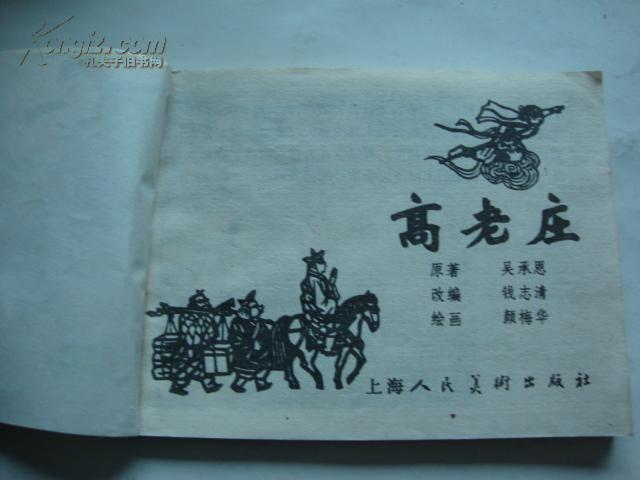 Kongfz.com
孔夫子旧书网
高老庄
原著 吴承恩
改编 钱志清
绘画 颜梅华
上海人民美術出版社